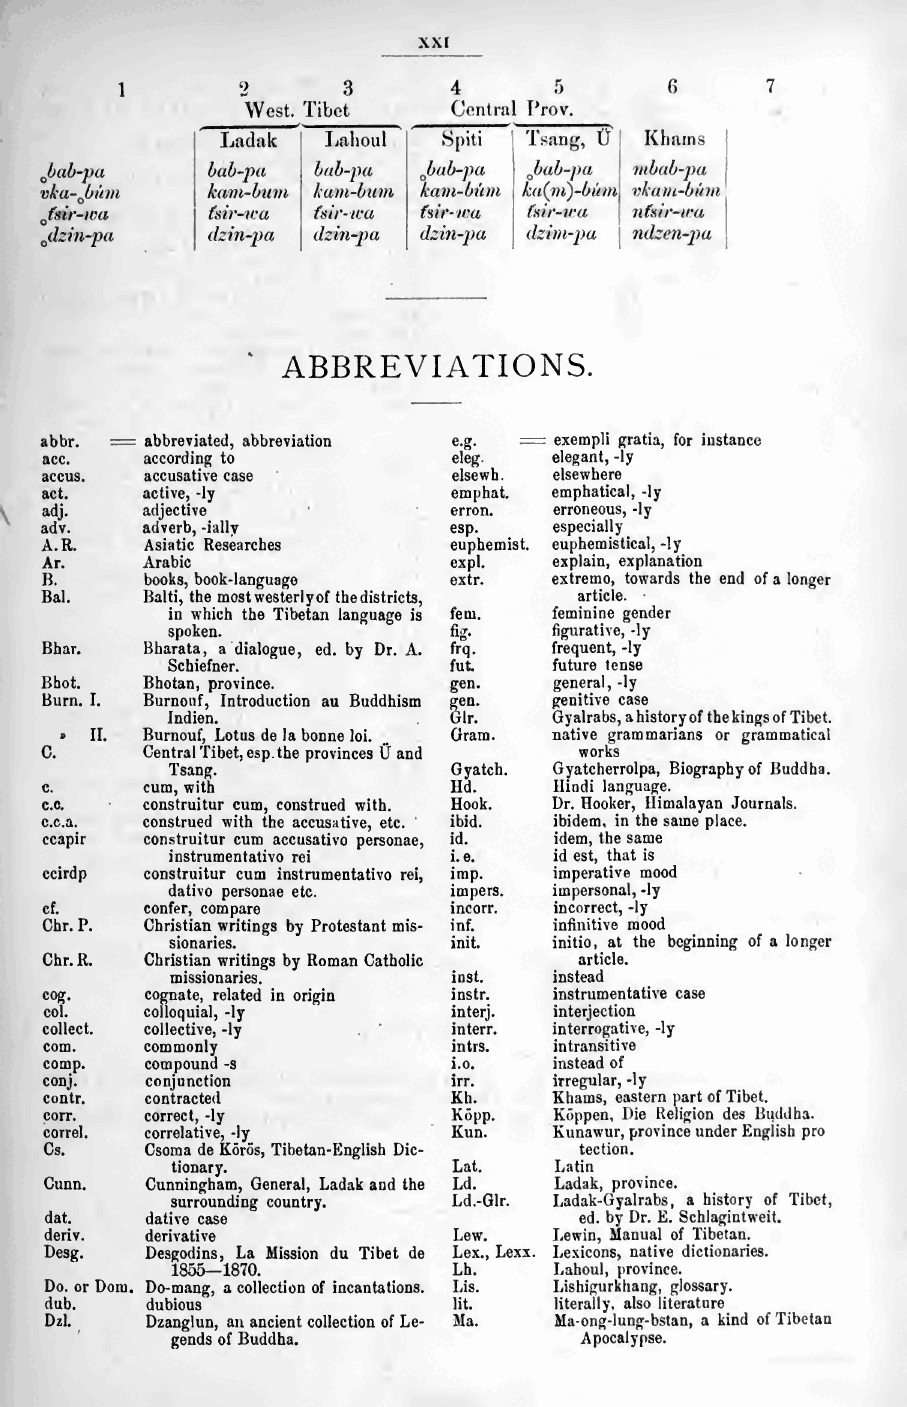 XXI
1 2 3 4 5 6 7
West. Tibet Central Prov.
Ladak Lahoul Spiti Tsang, Ü Khams
₀bab-pa bab-pa bab-pa ₀bab-pa ₀bab-pa mbab-pa
vka-₀búm kam-bum kam-bum kam-búm ka(m)-búm vkam-búm
₀t́sir-wa t́sir-wa t́sir-wa t́sir-wa t́sir-wa nt́sir-wa
₀dzin-pa dzin-pa dzin-pa dzin-pa dzim-pa ndzen-pa
ABBREVIATIONS.
abbr. = abbreviated, abbreviation
acc. according to
accus. accusative case
act. active, -ly
adj. adjective
adv. adverb, -ially
A. R. Asiatic Researches
Ar. Arabic
B. books, book-language
Bal. Balti, the most westerly of the districts,
in which the Tibetan language is
spoken.
Bhar. Bharata, a dialogue, ed. by Dr. A.
Schiefner.
Bhot. Bhotan, province.
Burn. I. Burnouf, Introduction au Buddhism
Indien.
» II. Burnouf, Lotus de la bonne loi.
C. Central Tibet, esp. the provinces Ü and
Tsang.
c. cum, with
c.c. construitur cum, construed with.
c.c.a. construed with the accusative, etc.
ccapir construitur cum accusativo personae,
instrumentativo rei
ccirdp construitur cum instrumentativo rei,
dativo personae etc.
cf. confer, compare
Chr. P. Christian writings by Protestant mis-
sionaries.
Chr. R. Christian writings by Roman Catholic
missionaries.
cog. cognate, related in origin
col. colloquial, -ly
collect. collective, -ly
com. commonly
comp. compound -s
conj. conjunction
contr. contracted
corr. correct, -ly
correl. correlative, -ly
Cs. Csoma de Körös, Tibetan-English Dic-
tionary.
Cunn. Cunningham, General, Ladak and the
surrounding country.
dat. dative case
deriv. derivative
Desg. Desgodins, La Mission du Tibet de
1855—1870.
Do. or Dom. Do-mang, a collection of incantations.
dub. dubious
Dzl. Dzanglun, an ancient collection of Le-
gends of Buddha.
e.g. = exempli gratia, for instance
eleg. elegant, -ly
elsewh. elsewhere
emphat. emphatical, -ly
erron. erroneous, -ly
esp. especially
euphemist. euphemistical, -ly
expl. explain, explanation
extr. extremo, towards the end of a longer
article.
fem. feminine gender
fig. figurative, -ly
frq. frequent, -ly
fut. future tense
gen. general, -ly
gen. genitive case
Glr. Gyalrabs, a history of the kings of Tibet.
Gram. native grammarians or grammatical
works
Gyatch. Gyatcherrolpa, Biography of Buddha.
Hd. Hindi language.
Hook. Dr. Hooker, Himalayan Journals.
ibid. ibidem, in the same place.
id. idem, the same
i. e. id est, that is
imp. imperative mood
impers. impersonal, -ly
incorr. incorrect, -ly
inf. infinitive mood
init. initio, at the beginning of a longer
article.
inst. instead
instr. instrumentative case
interj. interjection
interr. interrogative, -ly
intrs. intransitive
i.o. instead of
irr. irregular, -ly
Kh. Khams, eastern part of Tibet.
Köpp. Köppen, Die Religion des Buddha.
Kun. Kunawur, province under English pro
tection.
Lat. Latin
Ld. Ladak, province.
Ld.-Glr. Ladak-Gyalrabs, a history of Tibet,
ed. by Dr. E. Schlagintweit.
Lew. Lewin, Manual of Tibetan.
Lex., Lexx. Lexicons, native dictionaries.
Lh. Lahoul, province.
Lis. Lishigurkhang, glossary.
lit. literally, also literature
Ma. Ma-ong-lung-bstan, a kind of Tibetan
Apocalypse.